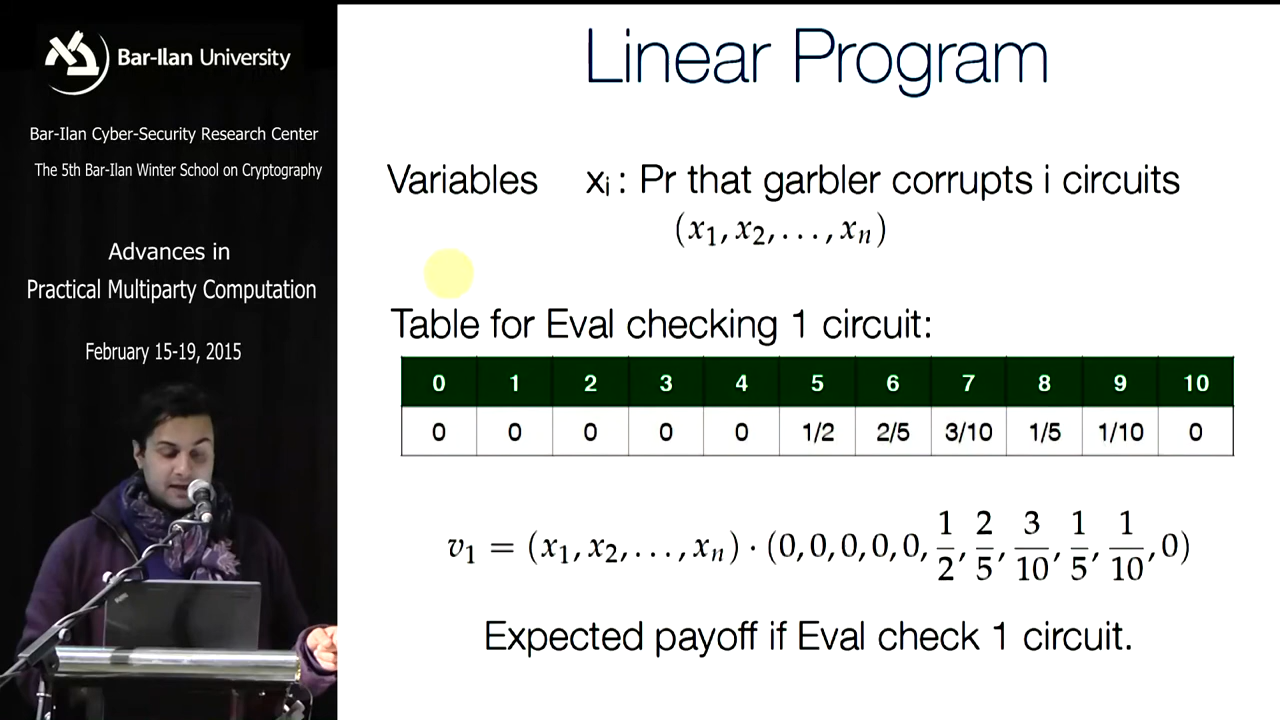 Bar-Ilan University
Bar-Ilan Cyber-Security Research Center
The 5th Bar-Ilan Winter School on Cryptography
Advances in
Practical Multiparty Computation
February 15-19, 2015
Linear Program
Variables xᵢ : Pr that garbler corrupts i circuits
(x₁, x₂, . . . , xₙ)
Table for Eval checking 1 circuit:
0 1 2 3 4 5 6 7 8 9 10
0 0 0 0 0 1/2 2/5 3/10 1/5 1/10 0
v₁ = (x₁, x₂, . . . , xₙ) · (0, 0, 0, 0, 0, 1/2, 2/5, 3/10, 1/5, 1/10, 0)
Expected payoff if Eval check 1 circuit.